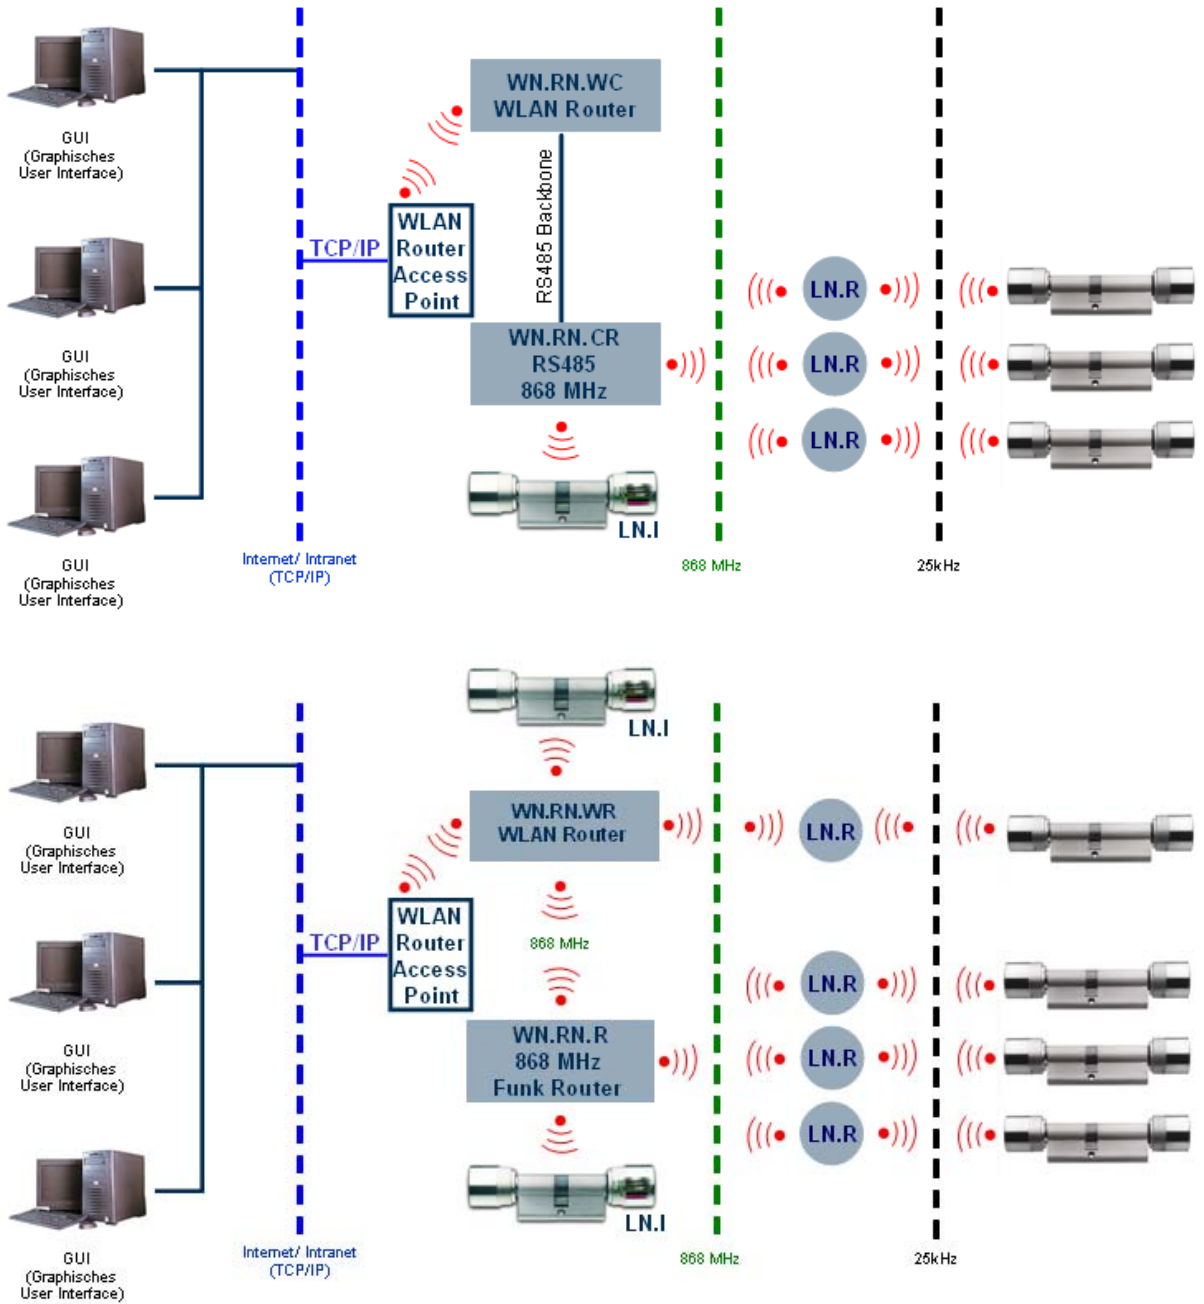 WN.RN.WC
WLAN Router
GUI
(Graphisches
User Interface)
RS485 Backbone
WLAN
Router
Access
Point
TCP/IP
LN.R
WN.RN.CR
RS485
868 MHz
LN.R
GUI
(Graphisches
User Interface)
LN.R
LN.I
GUI
(Graphisches
User Interface)
Internet/ Intranet
(TCP/IP)
868 MHz
25kHz
LN.I
WN.RN.WR
WLAN Router
LN.R
GUI
(Graphisches
User Interface)
WLAN
Router
Access
Point
TCP/IP
868 MHz
LN.R
WN.RN.R
868 MHz
Funk Router
LN.R
GUI
(Graphisches
User Interface)
LN.R
LN.I
GUI
(Graphisches
User Interface)
Internet/ Intranet
(TCP/IP)
868 MHz
25kHz